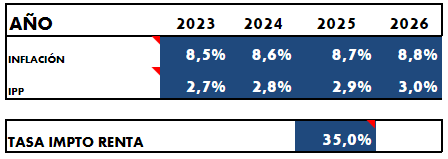 AÑO 2023 2024 2025 2026
INFLACIÓN 8,5% 8,6% 8,7% 8,8%
IPP 2,7% 2,8% 2,9% 3,0%
TASA IMPTO RENTA 35,0%